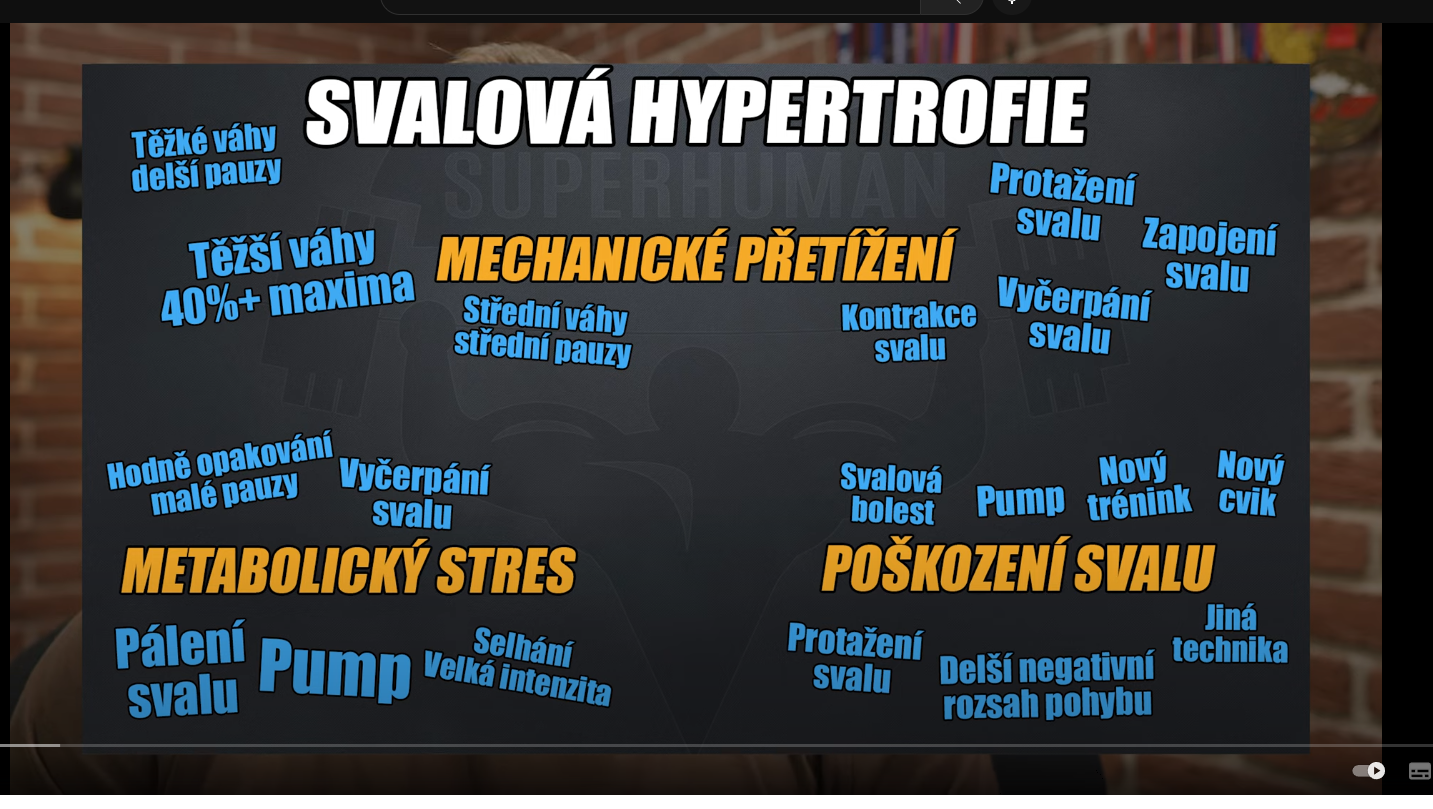 SVALOVÁ HYPERTROFIE
SUPERHUMAN
Těžké váhy
delší pauzy
Těžší váhy
40%+ maxima
MECHANICKÉ PŘETÍŽENÍ
Střední váhy
střední pauzy
Protažení
svalu
Zapojení
svalu
Kontrakce
svalu
Vyčerpání
svalu
Hodně opakování
malé pauzy
Vyčerpání
svalu
METABOLICKÝ STRES
Pálení
svalu
Pump
Selhání
Velká intenzita
Svalová
bolest
Pump
Nový
trénink
Nový
cvik
POŠKOZENÍ SVALU
Protažení
svalu
Delší negativní
rozsah pohybu
Jiná
technika